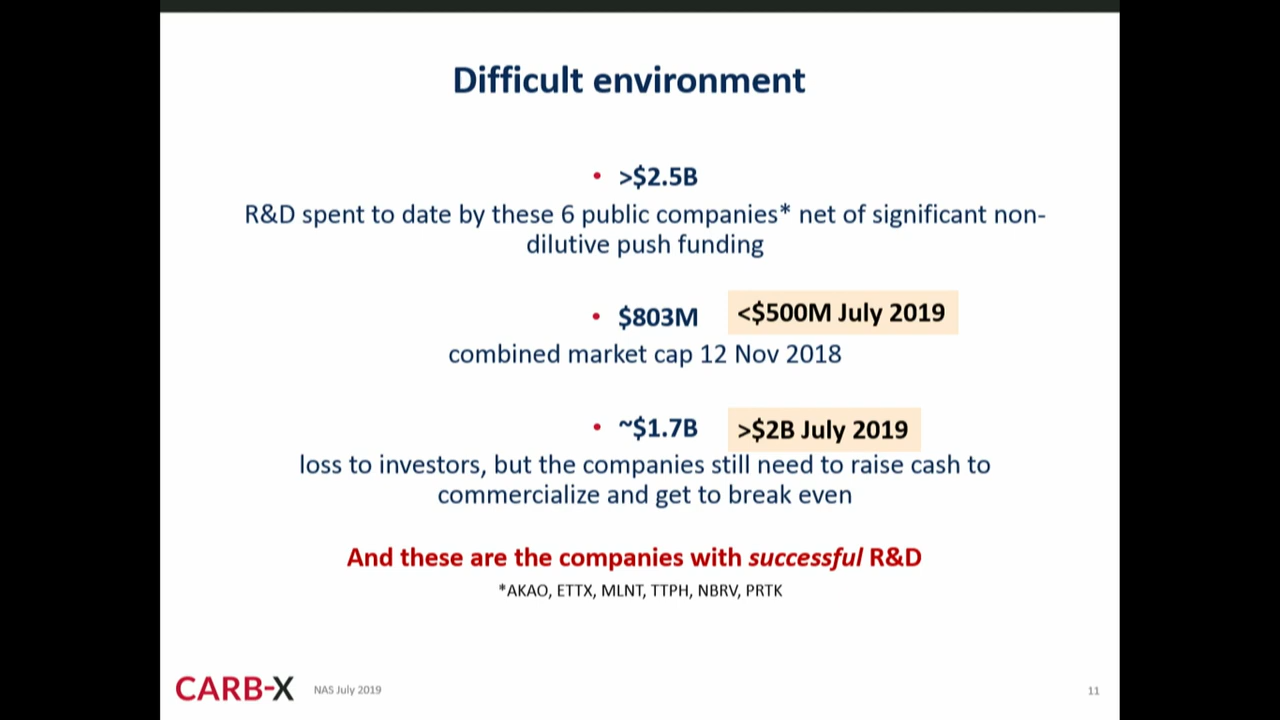 Difficult environment
• >$2.5B
R&D spent to date by these 6 public companies* net of significant non-
dilutive push funding
• $803M <$500M July 2019
combined market cap 12 Nov 2018
• ~$1.7B >$2B July 2019
loss to investors, but the companies still need to raise cash to
commercialize and get to break even
And these are the companies with successful R&D
*AKAO, ETTX, MLNT, TTPH, NBRV, PRTK
CARB-X NAS July 2019 11